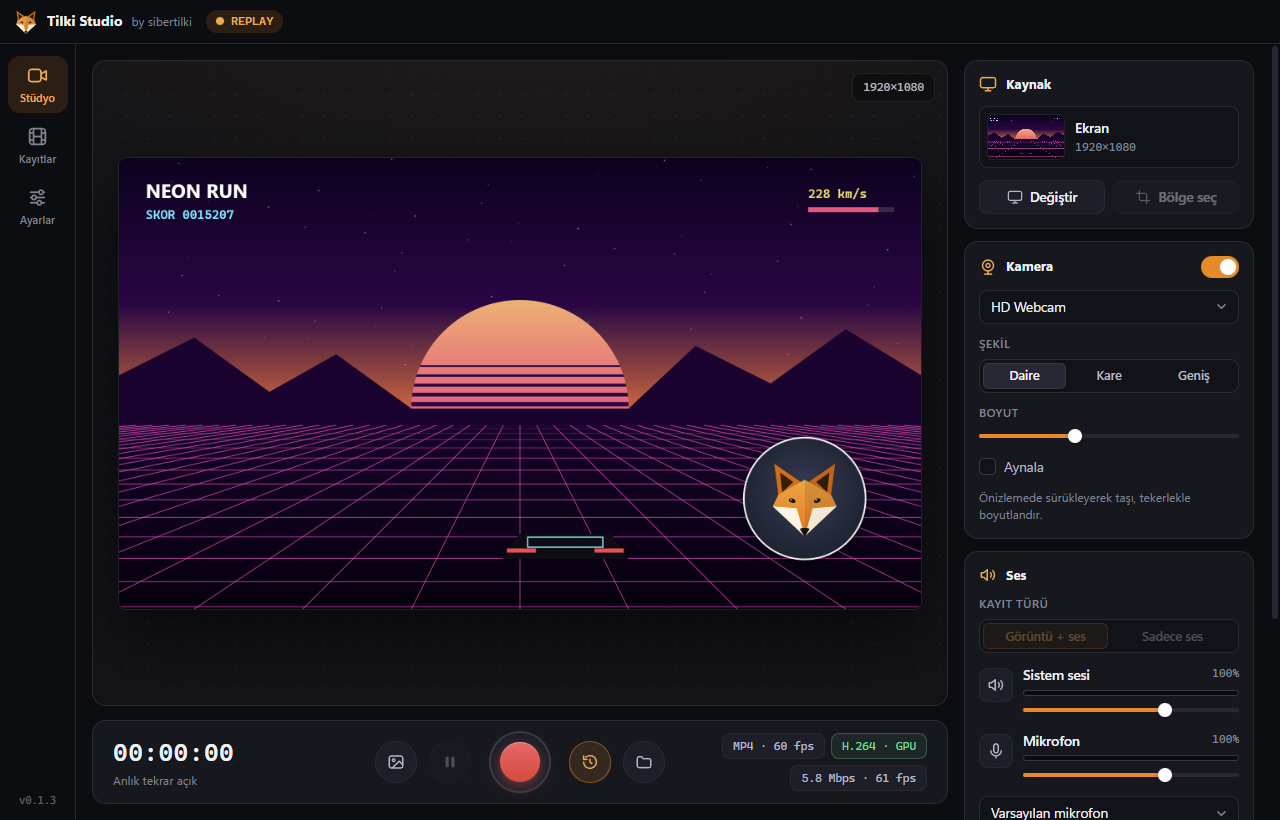 Tilki Studio by sibertilki REPLAY
Stüdyo
Kayıtlar
Ayarlar
v0.1.3
1920×1080
NEON RUN
SKOR 0015207
228 km/s
00:00:00
Anlık tekrar açık
MP4 · 60 fps
H.264 · GPU
5.8 Mbps · 61 fps
Kaynak
Ekran
1920×1080
Değiştir
Bölge seç
Kamera
HD Webcam
ŞEKİL
Daire
Kare
Geniş
BOYUT
Aynala
Önizlemede sürükleyerek taşı, tekerlekle
boyutlandır.
Ses
KAYIT TÜRÜ
Görüntü + ses
Sadece ses
Sistem sesi
100%
Mikrofon
100%
Varsayılan mikrofon